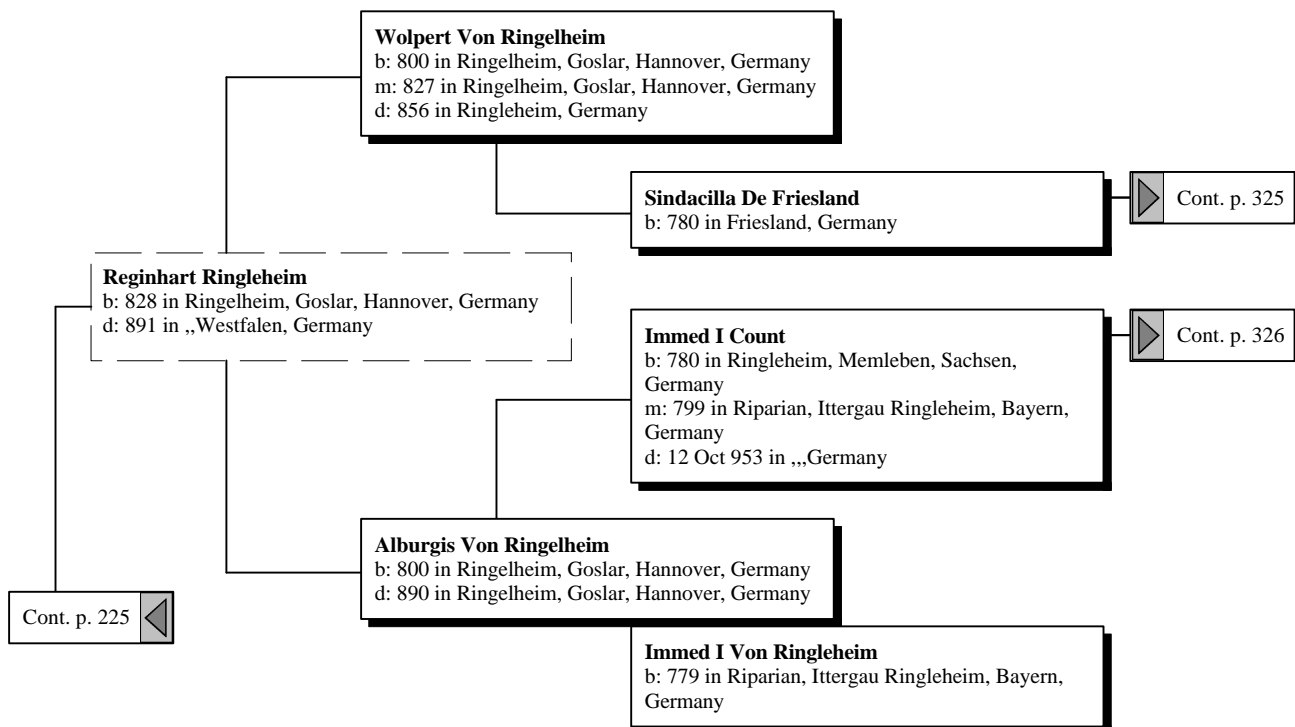 Wolpert Von Ringelheim
b: 800 in Ringelheim, Goslar, Hannover, Germany
m: 827 in Ringelheim, Goslar, Hannover, Germany
d: 856 in Ringleheim, Germany
Sindacilla De Friesland
b: 780 in Friesland, Germany
Cont. p. 325
Reginhart Ringleheim
b: 828 in Ringelheim, Goslar, Hannover, Germany
d: 891 in ,,Westfalen, Germany
Immed I Count
b: 780 in Ringleheim, Memleben, Sachsen,
Germany
m: 799 in Riparian, Ittergau Ringleheim, Bayern,
Germany
d: 12 Oct 953 in ,,,Germany
Cont. p. 326
Alburgis Von Ringelheim
b: 800 in Ringelheim, Goslar, Hannover, Germany
d: 890 in Ringelheim, Goslar, Hannover, Germany
Cont. p. 225
Immed I Von Ringleheim
b: 779 in Riparian, Ittergau Ringleheim, Bayern,
Germany